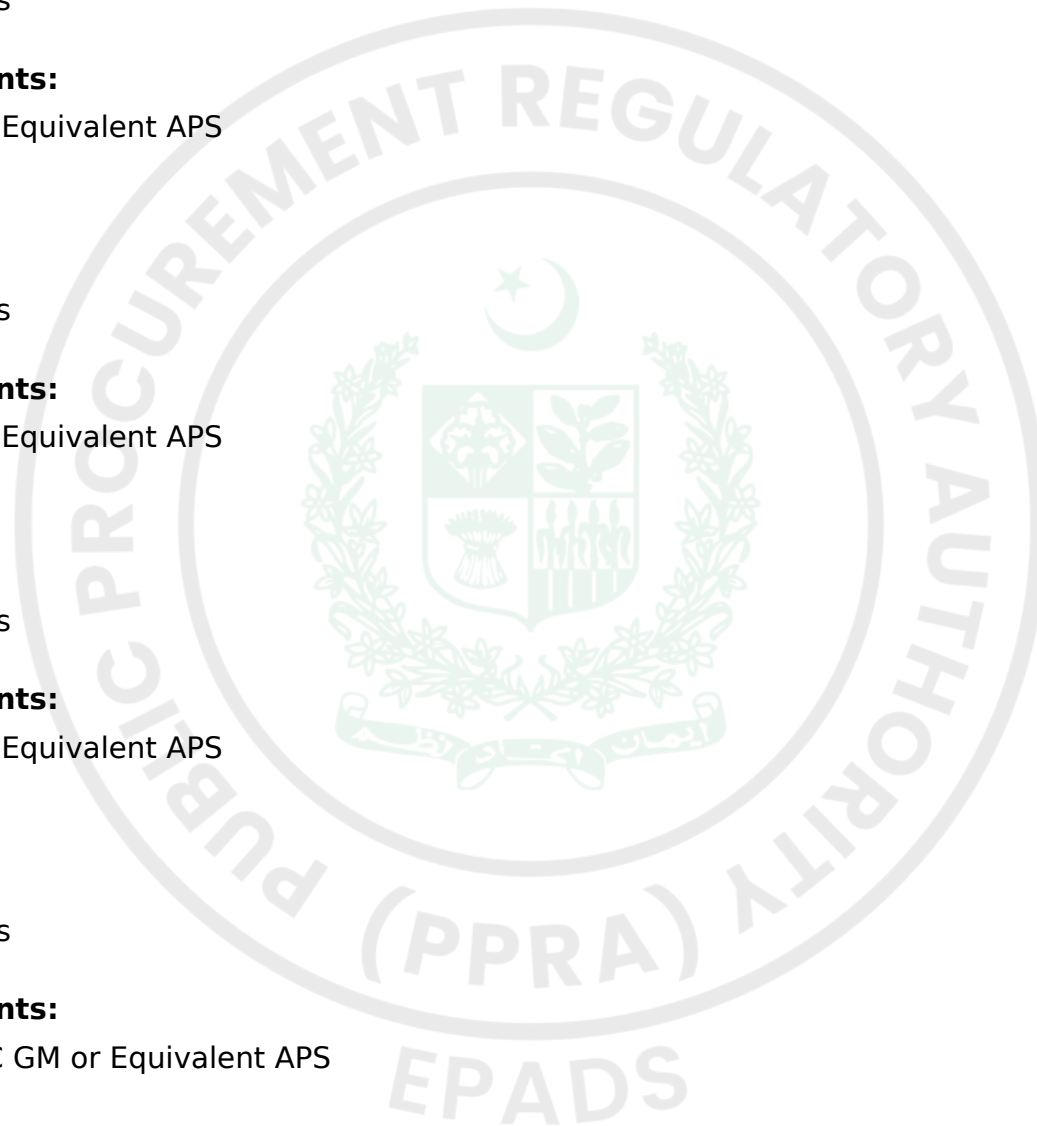 s
nts:
Equivalent APS
s
nts:
Equivalent APS
s
nts:
Equivalent APS
s
nts:
GM or Equivalent APS
PUBLIC PROCUREMENT REGULATORY AUTHORITY
(PPRA)
EPADS